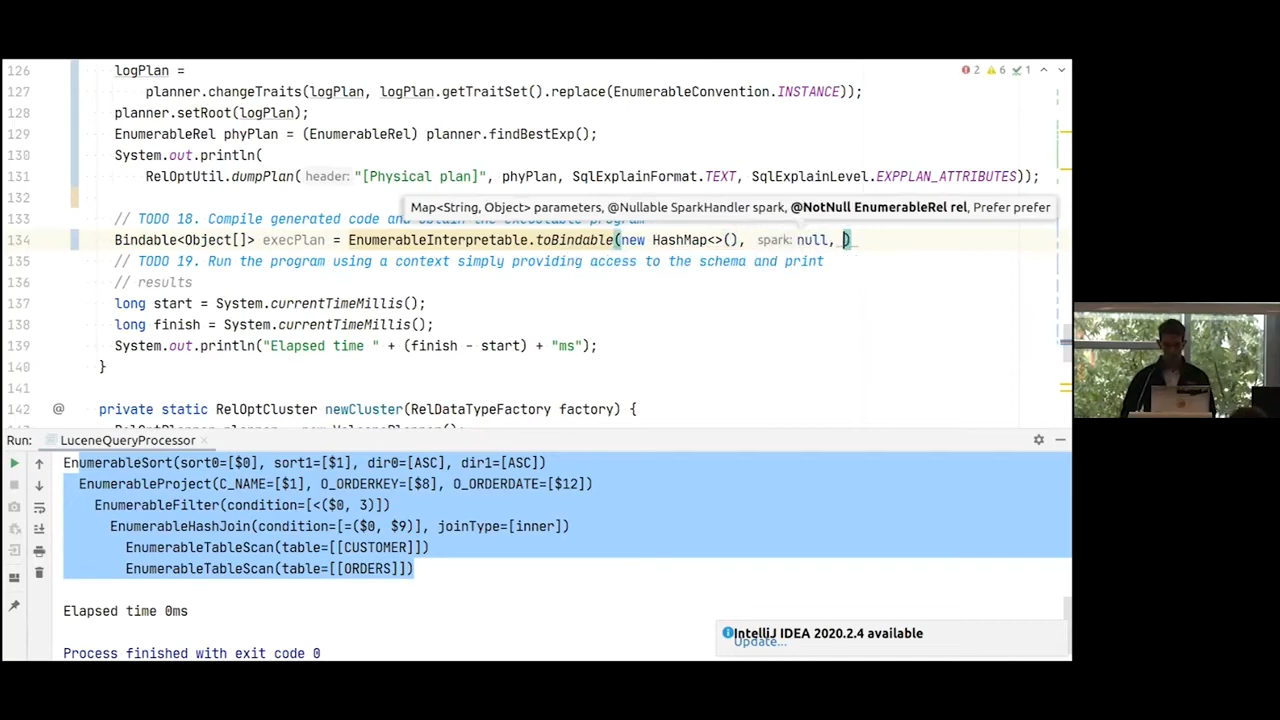 126 logPlan =
127 planner.changeTraits(logPlan, logPlan.getTraitSet().replace(EnumerableConvention.INSTANCE));
128 planner.setRoot(logPlan);
129 EnumerableRel phyPlan = (EnumerableRel) planner.findBestExp();
130 System.out.println(
131 RelOptUtil.dumpPlan( header: "[Physical plan]", phyPlan, SqlExplainFormat.TEXT, SqlExplainLevel.EXPPLAN_ATTRIBUTES));
132
Map<String, Object> parameters, @Nullable SparkHandler spark, @NotNull EnumerableRel rel, Prefer prefer
133 // TODO 18. Compile generated code and obtain the executable program
134 Bindable<Object[]> execPlan = EnumerableInterpretable.toBindable(new HashMap<>(), spark: null, )
135 // TODO 19. Run the program using a context simply providing access to the schema and print
136 // results
137 long start = System.currentTimeMillis();
138 long finish = System.currentTimeMillis();
139 System.out.println("Elapsed time " + (finish - start) + "ms");
140 }
141
142 @ private static RelOptCluster newCluster(RelDataTypeFactory factory) {
2 6 1
Run: LuceneQueryProcessor ×
EnumerableSort(sort0=[$0], sort1=[$1], dir0=[ASC], dir1=[ASC])
EnumerableProject(C_NAME=[$1], O_ORDERKEY=[$8], O_ORDERDATE=[$12])
EnumerableFilter(condition=[<($0, 3)])
EnumerableHashJoin(condition=[=($0, $9)], joinType=[inner])
EnumerableTableScan(table=[[CUSTOMER]])
EnumerableTableScan(table=[[ORDERS]])
Elapsed time 0ms
Process finished with exit code 0
IntelliJ IDEA 2020.2.4 available
Update...